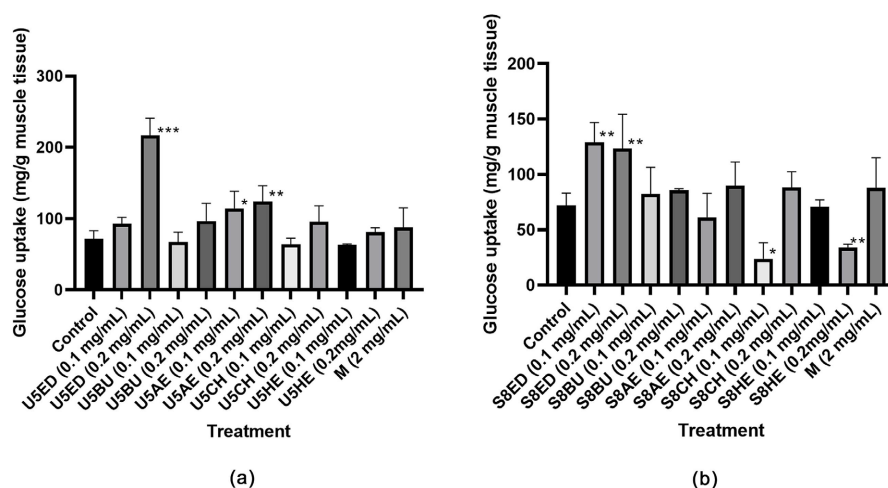 Glucose uptake (mg/g muscle tissue)
300
200
100
0
***
*
**
Control
U5ED (0.1 mg/mL)
U5ED (0.2 mg/mL)
U5BU (0.1 mg/mL)
U5BU (0.2 mg/mL)
U5AE (0.1 mg/mL)
U5AE (0.2 mg/mL)
U5CH (0.1 mg/mL)
U5CH (0.2 mg/mL)
U5HE (0.1 mg/mL)
U5HE (0.2mg/mL)
M (2 mg/mL)
Treatment
(a)
Glucose uptake (mg/g muscle tissue)
200
150
100
50
0
**
**
*
**
Control
S8ED (0.1 mg/mL)
S8ED (0.2 mg/mL)
S8BU (0.1 mg/mL)
S8BU (0.2 mg/mL)
S8AE (0.1 mg/mL)
S8AE (0.2 mg/mL)
S8CH (0.1 mg/mL)
S8CH (0.2 mg/mL)
S8HE (0.1 mg/mL)
S8HE (0.2mg/mL)
M (2 mg/mL)
Treatment
(b)